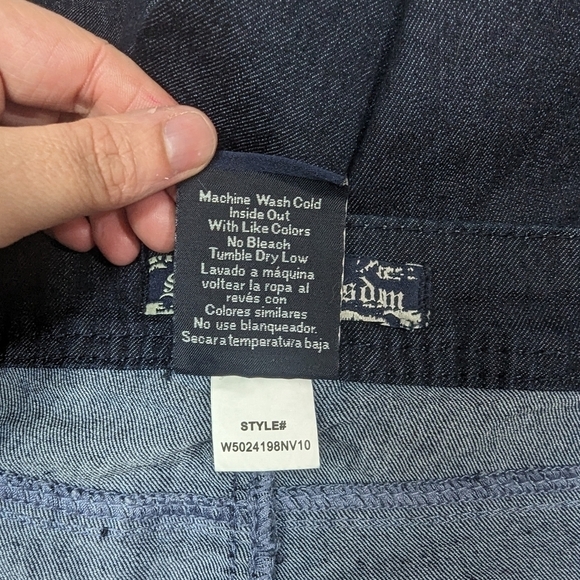 Machine Wash Cold
Inside Out
With Like Colors
No Bleach
Tumble Dry Low
Lavado a máquina
voltear la ropa al
revés con
Colores similares
No use blanqueador.
Secara temperatura baja
STYLE#
W5024198NV10